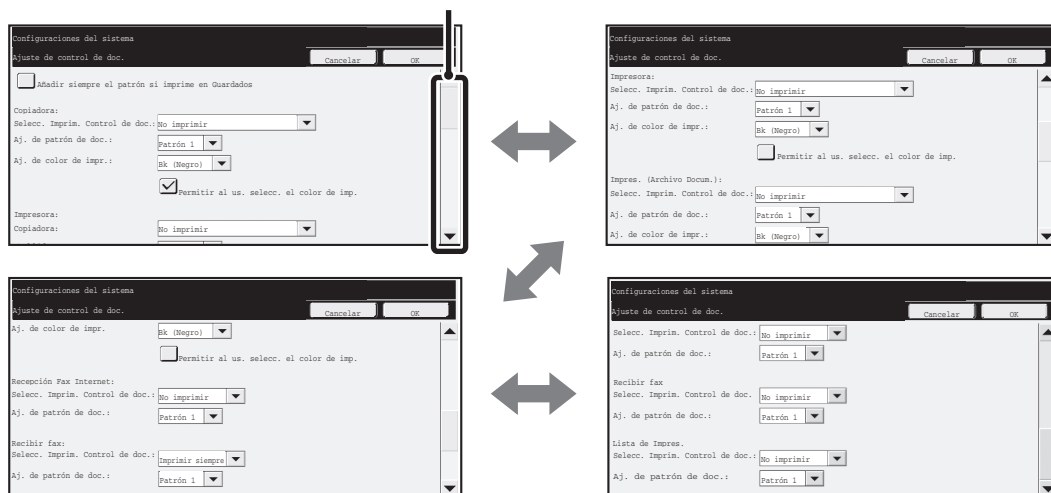 Configuraciones del sistema
Ajuste de control de doc.
Cancelar
OK
Añadir siempre el patrón si imprime en Guardados
Copiadora:
Selecc. Imprim. Control de doc.: No imprimir
Aj. de patrón de doc.: Patrón 1
Aj. de color de impr.: Bk (Negro)
Permitir al us. selecc. el color de imp.
Impresora:
Copiadora: No imprimir
Configuraciones del sistema
Ajuste de control de doc.
Cancelar
OK
Impresora:
Selecc. Imprim. Control de doc.: No imprimir
Aj. de patrón de doc.: Patrón 1
Aj. de color de impr.: Bk (Negro)
Permitir al us. selecc. el color de imp.
Impres. (Archivo Docum.):
Selecc. Imprim. Control de doc.: No imprimir
Aj. de patrón de doc.: Patrón 1
Aj. de color de impr.: Bk (Negro)
Configuraciones del sistema
Ajuste de control de doc.
Cancelar
OK
Aj. de color de impr. Bk (Negro)
Permitir al us. selecc. el color de imp.
Recepción Fax Internet:
Selecc. Imprim. Control de doc.: No imprimir
Aj. de patrón de doc.: Patrón 1
Recibir fax:
Selecc. Imprim. Control de doc.: Imprimir siempre
Aj. de patrón de doc.: Patrón 1
Configuraciones del sistema
Ajuste de control de doc.
Cancelar
OK
Selecc. Imprim. Control de doc.: No imprimir
Aj. de patrón de doc.: Patrón 1
Recibir fax
Selecc. Imprim. Control de doc. No imprimir
Aj. de patrón de doc.: Patrón 1
Lista de Impres.
Selecc. Imprim. Control de doc.: No imprimir
Aj. de patrón de doc.: Patrón 1